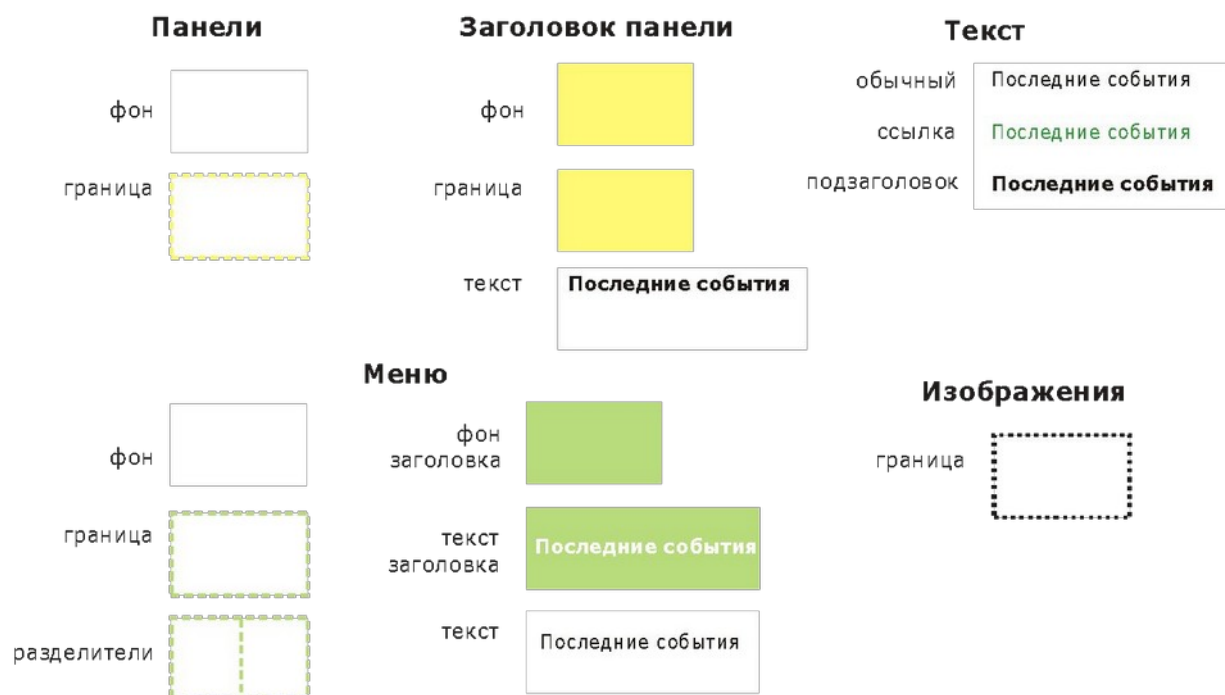 Панели
фон
граница
Заголовок панели
фон
граница
текст
Последние события
Текст
обычный
Последние события
ссылка
Последние события
подзаголовок
Последние события
Меню
фон
граница
разделители
фон
заголовка
текст
заголовка
Последние события
текст
Последние события
Изображения
граница